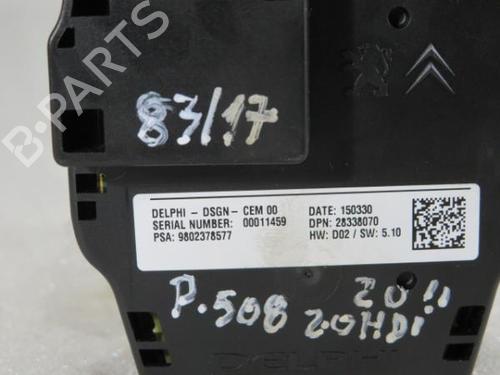 83/17
B-PARTS
DELPHI - DSGN - CEM 00 DATE: 150330
SERIAL NUMBER: 00011459 DPN: 28338070
PSA: 9802378577 HW: D02 / SW: 5.10
P.508 2011
2.0HDi
DELPHI